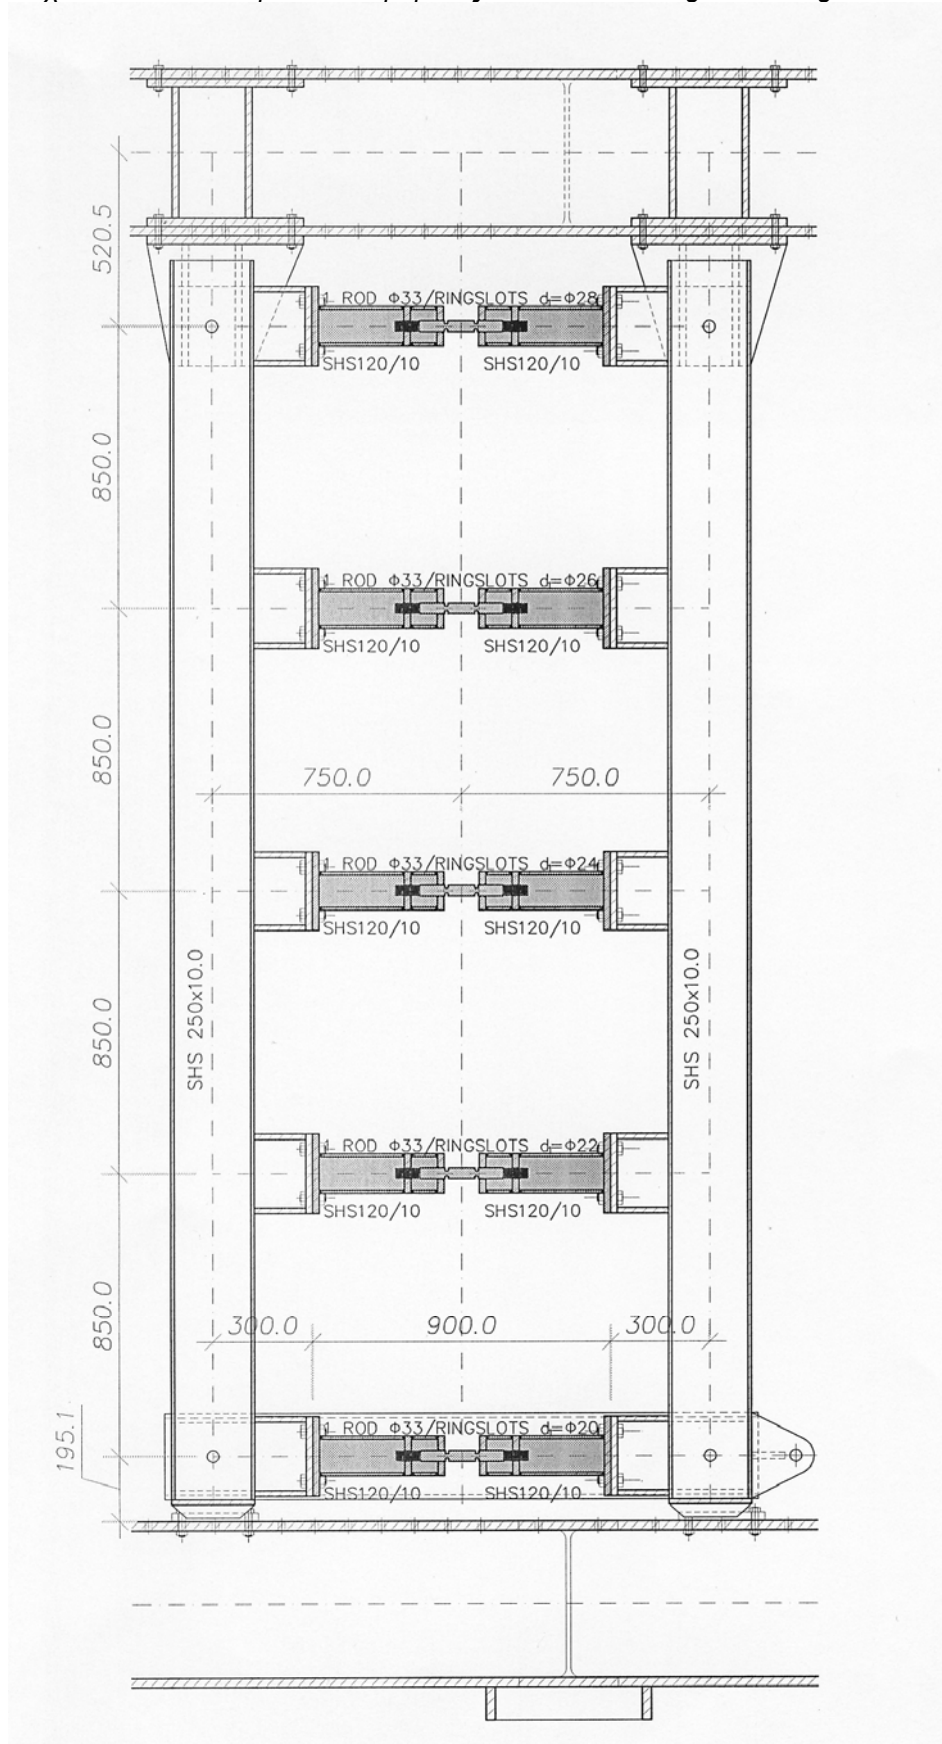 520.5
1 ROD Φ33/RINGSLOTS d=Φ28
SHS120/10 SHS120/10
850.0
1 ROD Φ33/RINGSLOTS d=Φ26
SHS120/10 SHS120/10
850.0
750.0 750.0
1 ROD Φ33/RINGSLOTS d=Φ24
SHS120/10 SHS120/10
SHS 250x10.0 SHS 250x10.0
850.0
1 ROD Φ33/RINGSLOTS d=Φ22
SHS120/10 SHS120/10
850.0
300.0 900.0 300.0
195.1
1 ROD Φ33/RINGSLOTS d=Φ20
SHS120/10 SHS120/10